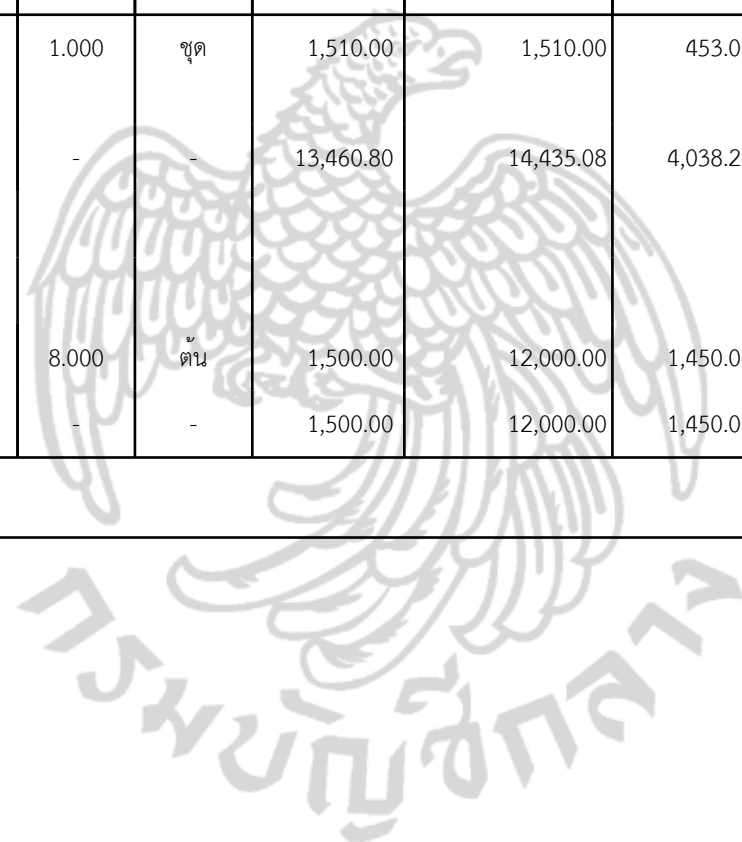 1.000 ชุด 1,510.00 1,510.00 453.0
- - 13,460.80 14,435.08 4,038.2
8.000 ต้น 1,500.00 12,000.00 1,450.0
- - 1,500.00 12,000.00 1,450.0
กรมบัญชีกลาง